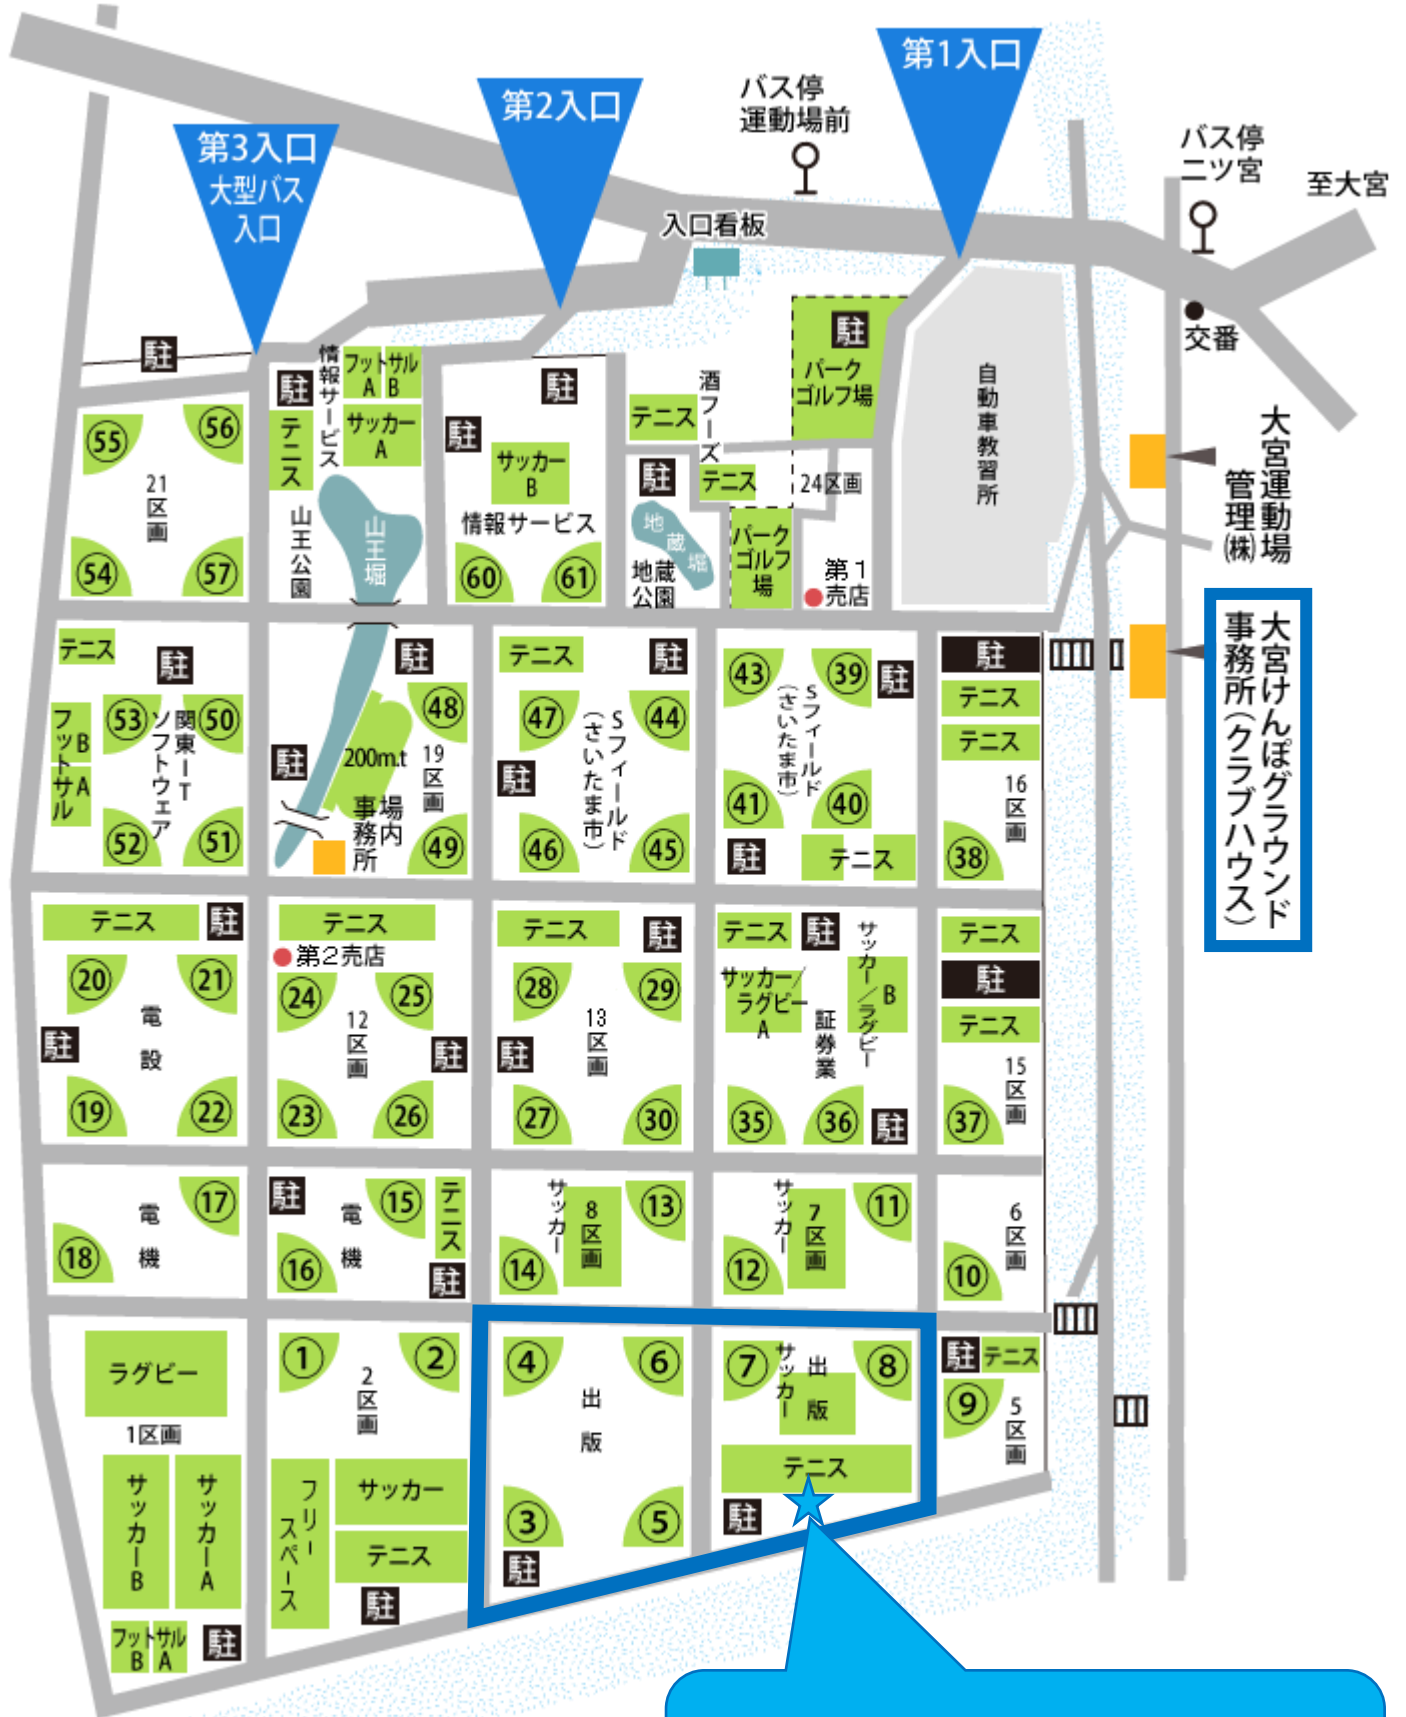 第1入口
第2入口
第3入口
大型バス
入口
バス停
運動場前
バス停
二ツ宮
至大宮
入口看板
交番
駐
駐
情報サービス
フットサル
A B
サッカー
A
テニス
山王公園
山王堀
駐
駐
サッカー
B
情報サービス
60
61
酒フーズ
テニス
駐
テニス
地蔵堀
地蔵
公園
駐
パーク
ゴルフ場
24区画
パーク
ゴルフ
場
第1
売店
自動車教習所
大宮運動場
管理(株)
大宮けんぽグラウンド
事務所(クラブハウス)
55
56
21区画
54
57
テニス
駐
フットサル
B
A
53
50
関東IT
ソフトウェア
52
51
駐
駐
48
200m.t
19区画
場内
事務所
49
テニス
駐
47
44
駐
Sフィールド
(さいたま市)
46
45
43
39
駐
Sフィールド
(さいたま市)
41
40
駐
テニス
駐
テニス
テニス
16区画
38
テニス
駐
20
21
電設
駐
19
22
テニス
第2売店
24
25
12区画
駐
23
26
テニス
駐
28
29
13区画
駐
27
30
テニス
駐
サッカー/ラグビー
B
サッカー/
ラグビー
A
証券業
35
36
駐
テニス
駐
テニス
15区画
37
17
電機
18
駐
15
テニス
電機
16
駐
サッカー
8区画
13
14
サッカー
7区画
11
12
6区画
10
ラグビー
1区画
サッカーB
サッカーA
フットサル
B A
駐
1
2
2区画
フリースペース
サッカー
テニス
駐
4
6
出版
3
5
駐
7
サッカー
出版
8
テニス
駐
駐
テニス
9
5区画